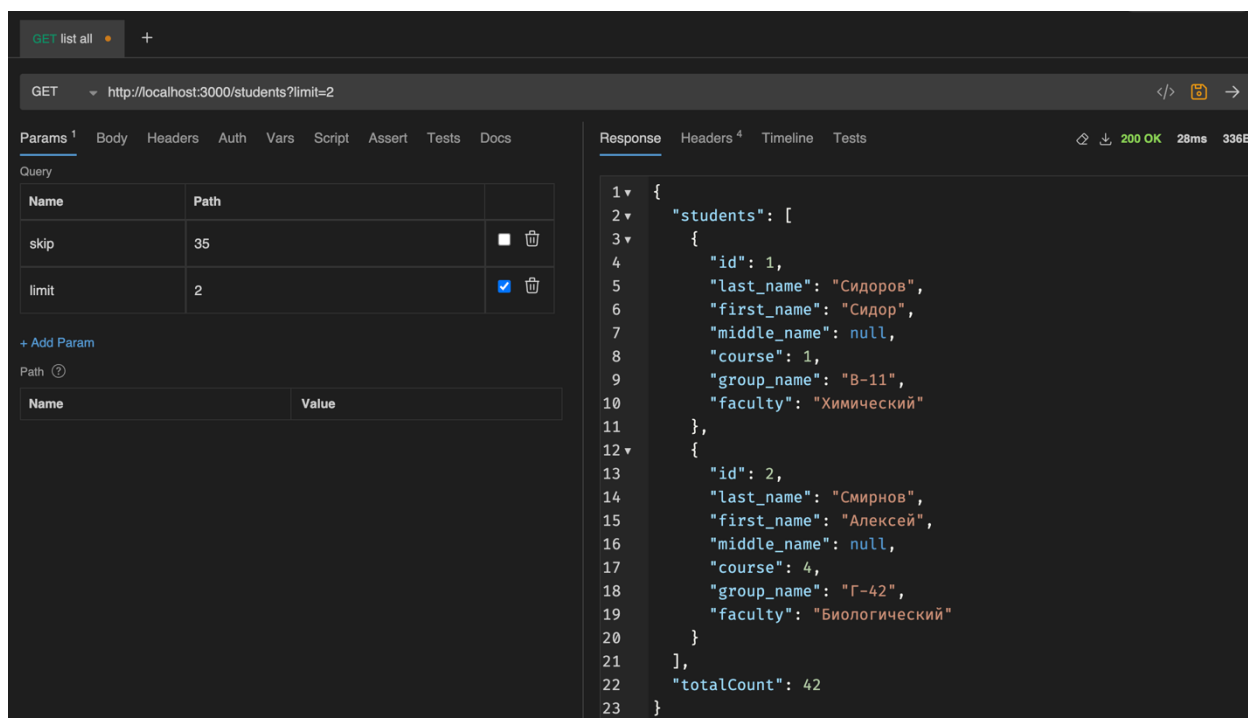 GET list all
+
GET http://localhost:3000/students?limit=2 </>
Params 1 Body Headers Auth Vars Script Assert Tests Docs
Query
Name Path
skip 35
limit 2
+ Add Param
Path ?
Name Value
Response Headers 4 Timeline Tests 200 OK 28ms 336B
1 {
2 "students": [
3 {
4 "id": 1,
5 "last_name": "Сидоров",
6 "first_name": "Сидор",
7 "middle_name": null,
8 "course": 1,
9 "group_name": "В-11",
10 "faculty": "Химический"
11 },
12 {
13 "id": 2,
14 "last_name": "Смирнов",
15 "first_name": "Алексей",
16 "middle_name": null,
17 "course": 4,
18 "group_name": "Г-42",
19 "faculty": "Биологический"
20 }
21 ],
22 "totalCount": 42
23 }